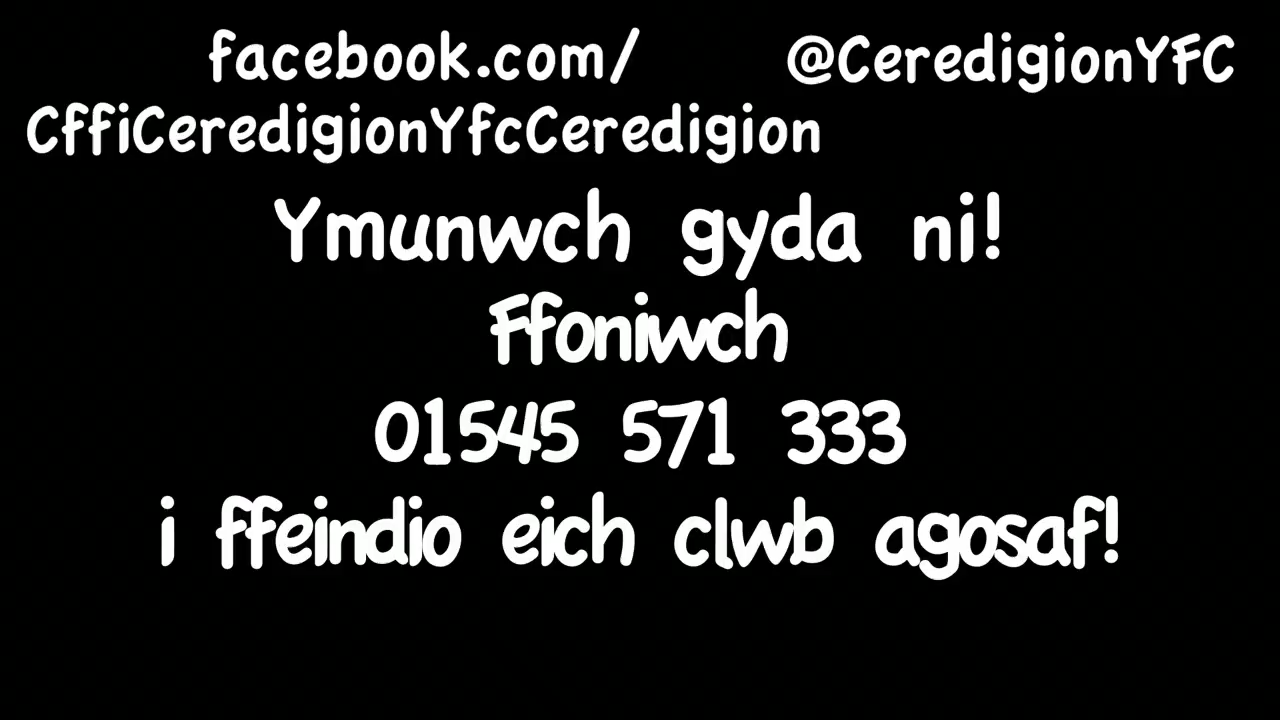 facebook.com/
CffiCeredigionYfcCeredigion
@CeredigionYFC
Ymunwch gyda ni!
Ffoniwch
01545 571 333
i ffeindio eich clwb agosaf!